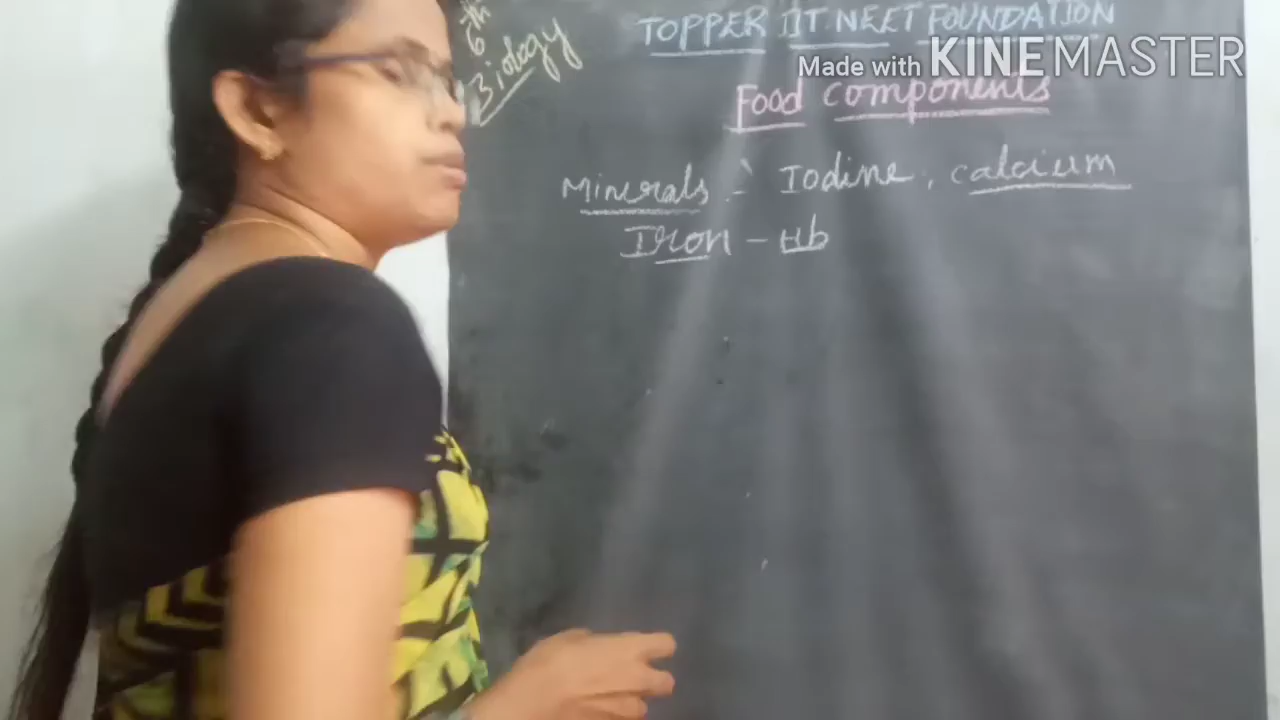 6th
Biology
TOPPER IIT NEET FOUNDATION
Made with KINEMASTER
Food components
Minerals :- Iodine, calcium
Iron - Hb